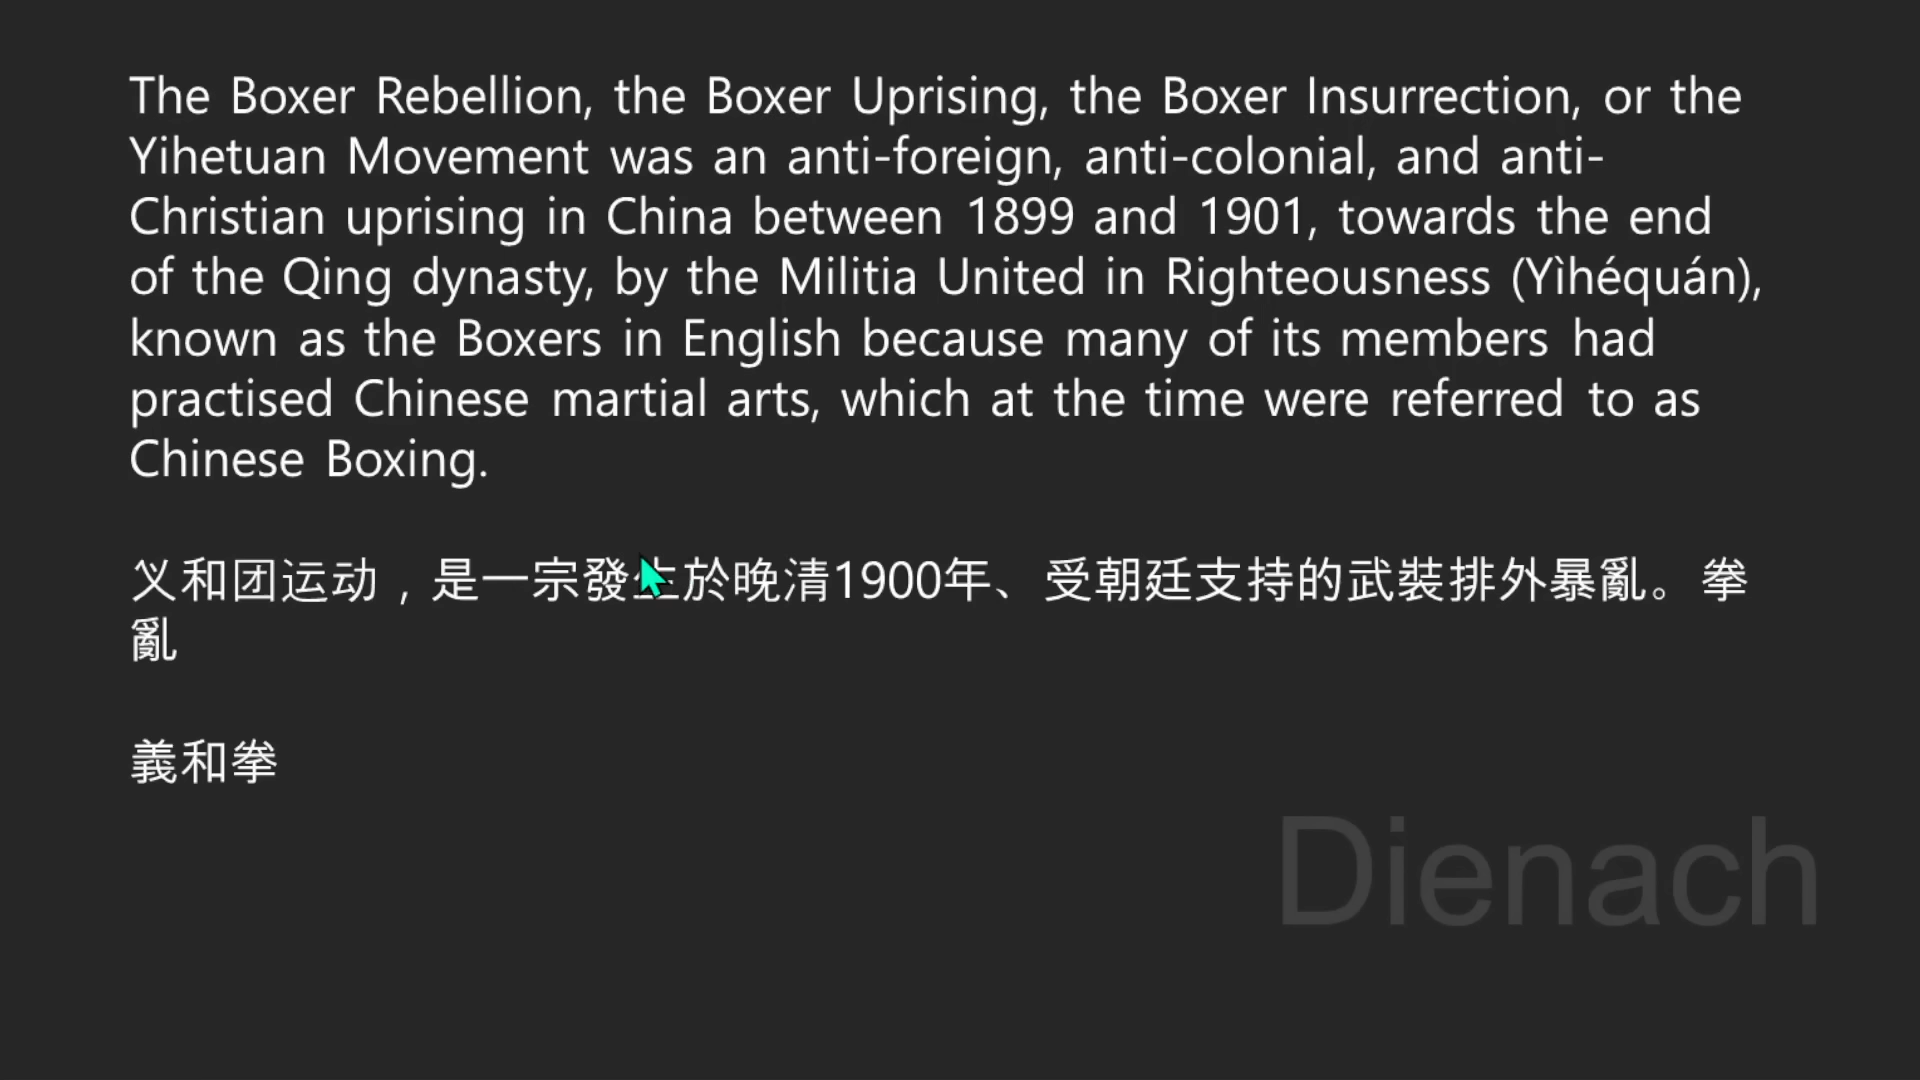 The Boxer Rebellion, the Boxer Uprising, the Boxer Insurrection, or the
Yihetuan Movement was an anti-foreign, anti-colonial, and anti-
Christian uprising in China between 1899 and 1901, towards the end
of the Qing dynasty, by the Militia United in Righteousness (Yìhéquán),
known as the Boxers in English because many of its members had
practised Chinese martial arts, which at the time were referred to as
Chinese Boxing.
义和团运动，是一宗發生於晚清1900年、受朝廷支持的武裝排外暴亂。拳
亂
義和拳
Dienach